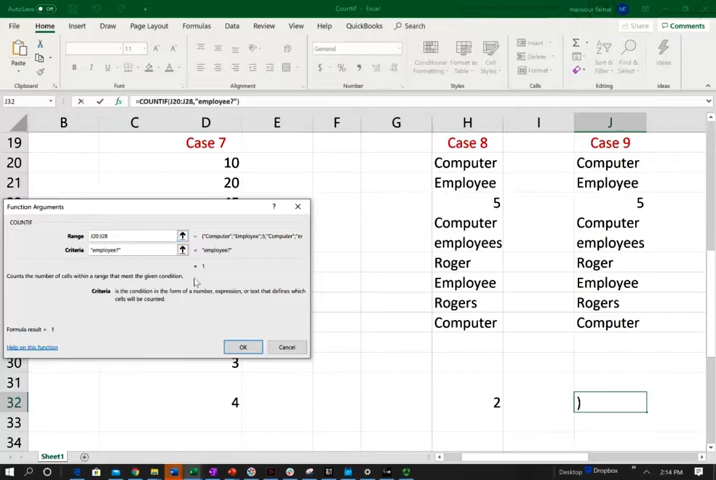 AutoSave Off
Countif - Excel
mansour farhat MF
File Home Insert Draw Page Layout Formulas Data Review View Help QuickBooks Search Share Comments
Paste
11
General
Conditional Formatting
Format as Table
Cell Styles
Insert
Delete
Format
Sort & Filter
Find & Select
Ideas
Clipboard Font Alignment Number Styles Cells Editing Ideas
J32 fx =COUNTIF(J20:J28,"employee?")
B C D E F G H I J
19 Case 7 Case 8 Case 9
20 10 Computer Computer
21 20 Employee Employee
5 5
Computer Computer
employees employees
Roger Roger
Employee Employee
Rogers Rogers
Computer Computer
30 3
31
32 4 2 )
33
34
Function Arguments ?
COUNTIF
Range J20:J28 = {"Computer";"Employee";5;"Computer";"er
Criteria "employee?" = "employee?"
= 1
Counts the number of cells within a range that meet the given condition.
Criteria is the condition in the form of a number, expression, or text that defines which
cells will be counted.
Formula result = 1
Help on this function
OK Cancel
Sheet1
Desktop Dropbox 2:14 PM